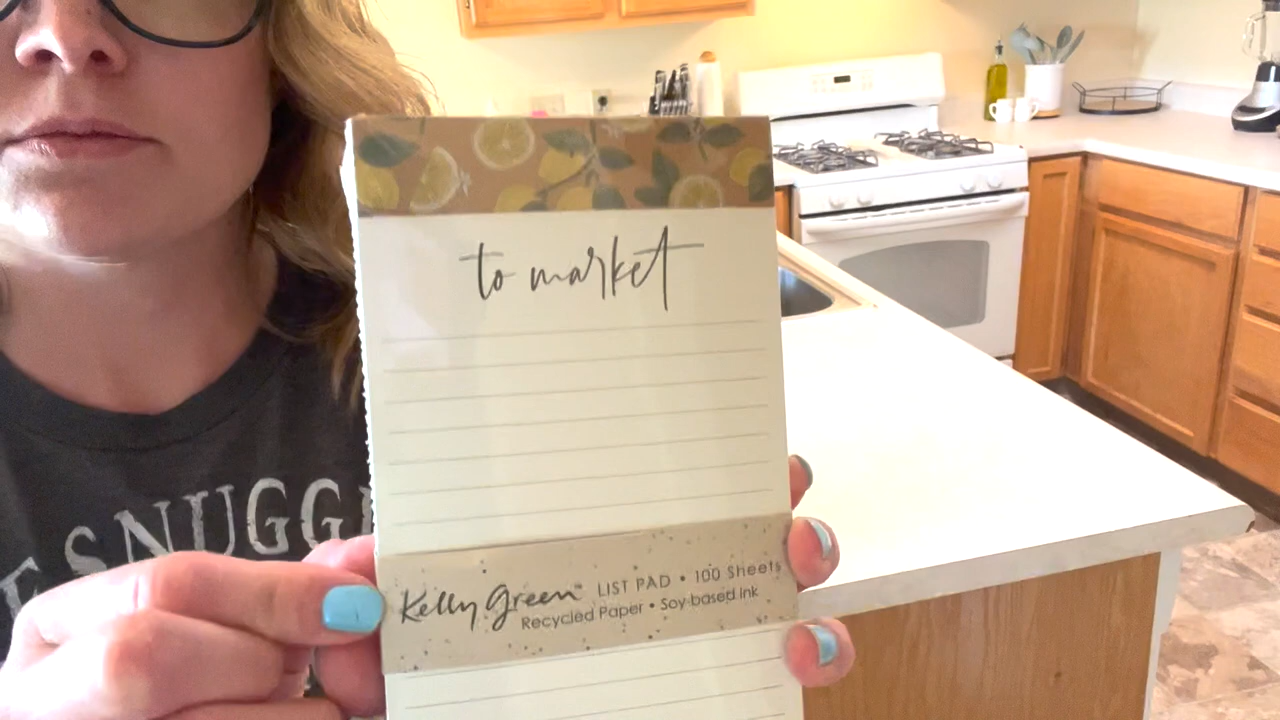 to market
SNUGG
Kelly Green™ LIST PAD • 100 Sheets
Recycled Paper • Soy-based Ink